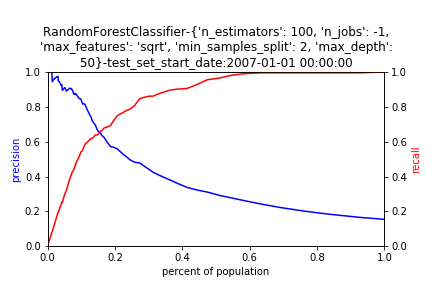 RandomForestClassifier-{'n_estimators': 100, 'n_jobs': -1,
'max_features': 'sqrt', 'min_samples_split': 2, 'max_depth':
50}-test_set_start_date:2007-01-01 00:00:00
1.0
0.8
0.6
0.4
0.2
0.0
precision
1.0
0.8
0.6
0.4
0.2
0.0
recall
0.0 0.2 0.4 0.6 0.8 1.0
percent of population